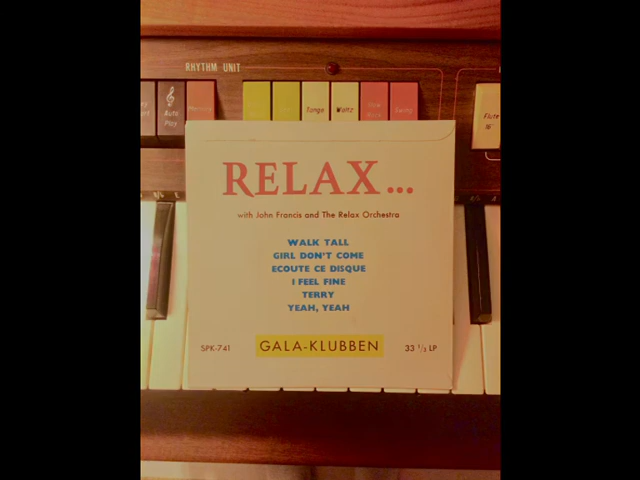 RHYTHM UNIT
Auto Play
Tango
Waltz
Swing
Flute
16'
RELAX...
with John Francis and The Relax Orchestra
WALK TALL
GIRL DON'T COME
ECOUTE CE DISQUE
I FEEL FINE
TERRY
YEAH, YEAH
SPK-741 GALA-KLUBBEN 33 1/3 LP